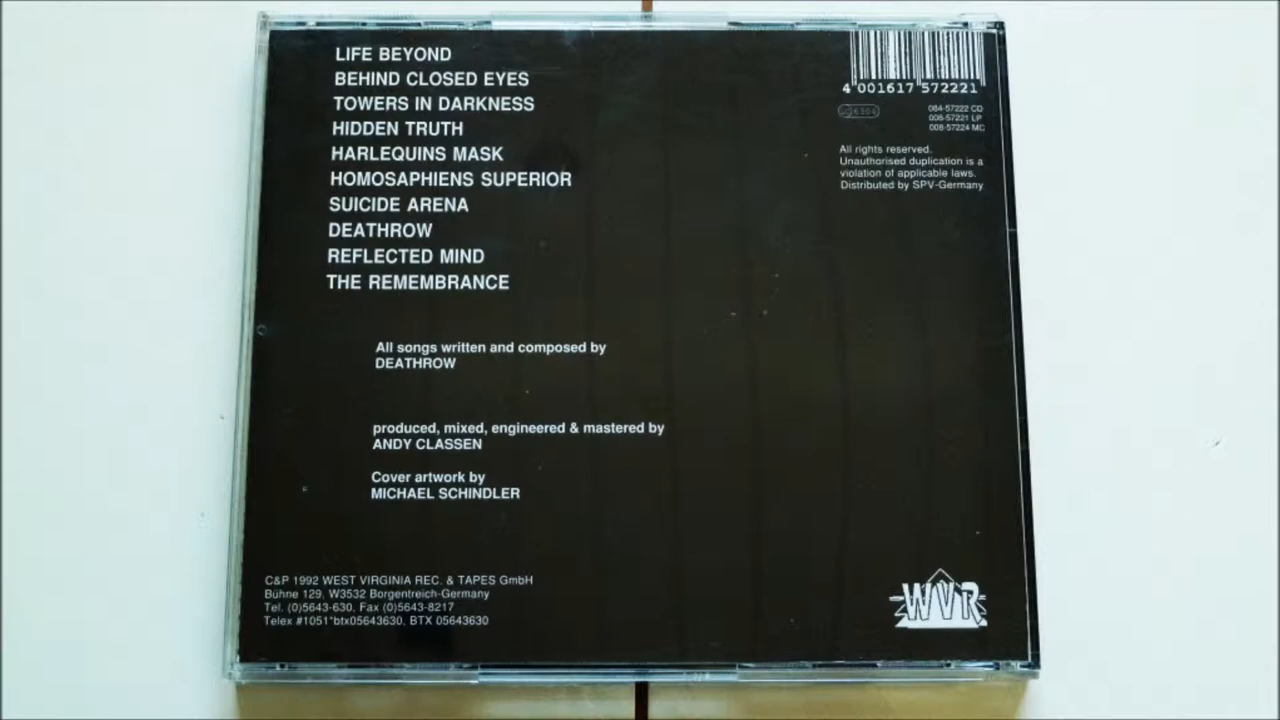 LIFE BEYOND
BEHIND CLOSED EYES
TOWERS IN DARKNESS
HIDDEN TRUTH
HARLEQUINS MASK
HOMOSAPHIENS SUPERIOR
SUICIDE ARENA
DEATHROW
REFLECTED MIND
THE REMEMBRANCE
4 001617 572221
084-57222 CD
008-57221 LP
008-57224 MC
All rights reserved.
Unauthorised duplication is a
violation of applicable laws.
Distributed by SPV-Germany
All songs written and composed by
DEATHROW
produced, mixed, engineered & mastered by
ANDY CLASSEN
Cover artwork by
MICHAEL SCHINDLER
C&P 1992 WEST VIRGINIA REC. & TAPES GmbH
Bühne 129, W3532 Borgentreich-Germany
Tel. (0)5643-630, Fax (0)5643-8217
Telex #1051*btx05643630, BTX 05643630
WVR